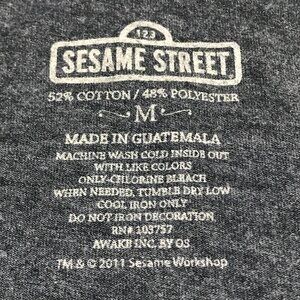 123
SESAME STREET
52% COTTON / 48% POLYESTER
M
MADE IN GUATEMALA
MACHINE WASH COLD INSIDE OUT
WITH LIKE COLORS
ONLY-CHLORINE BLEACH
WHEN NEEDED, TUMBLE DRY LOW
COOL IRON ONLY
DO NOT IRON DECORATION
RN# 103757
AWAKE INC. BY OS
TM & © 2011 Sesame Workshop